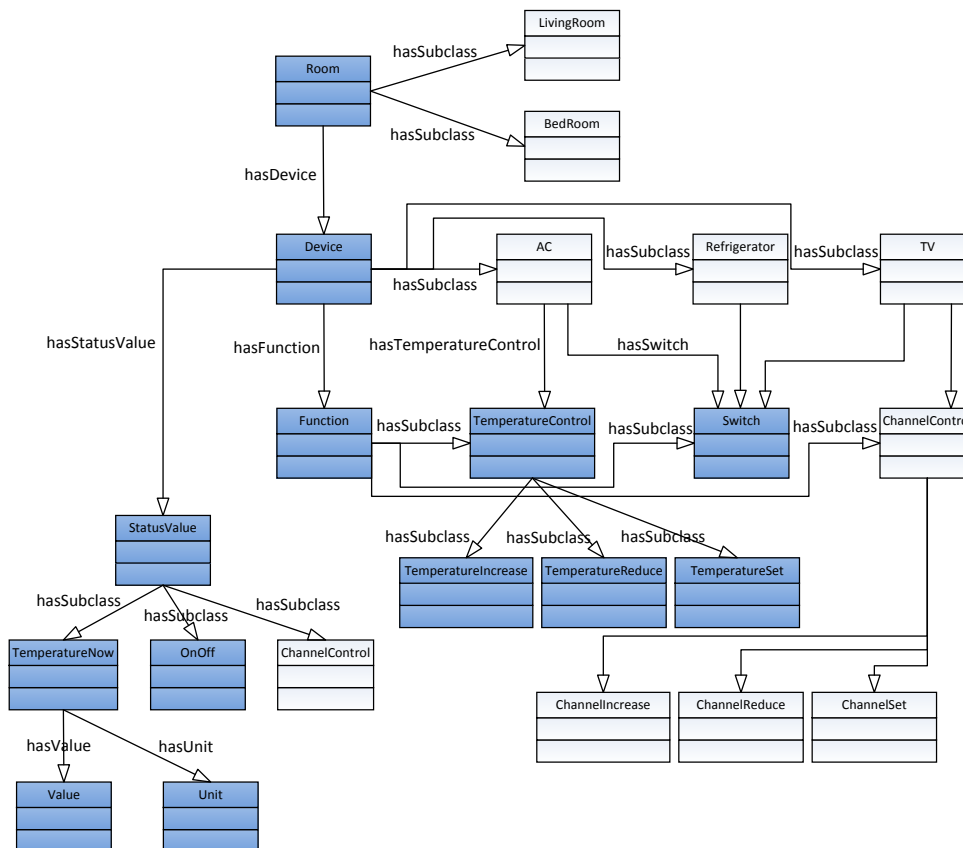 LivingRoom
hasSubclass
Room
BedRoom
hasSubclass
hasDevice
Device
AC
Refrigerator
TV
hasSubclass
hasSubclass
hasSubclass
hasStatusValue
hasFunction
hasTemperatureControl
hasSwitch
Function
TemperatureControl
Switch
ChannelControl
hasSubclass
hasSubclass
hasSubclass
StatusValue
hasSubclass
hasSubclass
hasSubclass
TemperatureIncrease
TemperatureReduce
TemperatureSet
hasSubclass
hasSubclass
hasSubclass
TemperatureNow
OnOff
ChannelControl
ChannelIncrease
ChannelReduce
ChannelSet
hasValue
hasUnit
Value
Unit